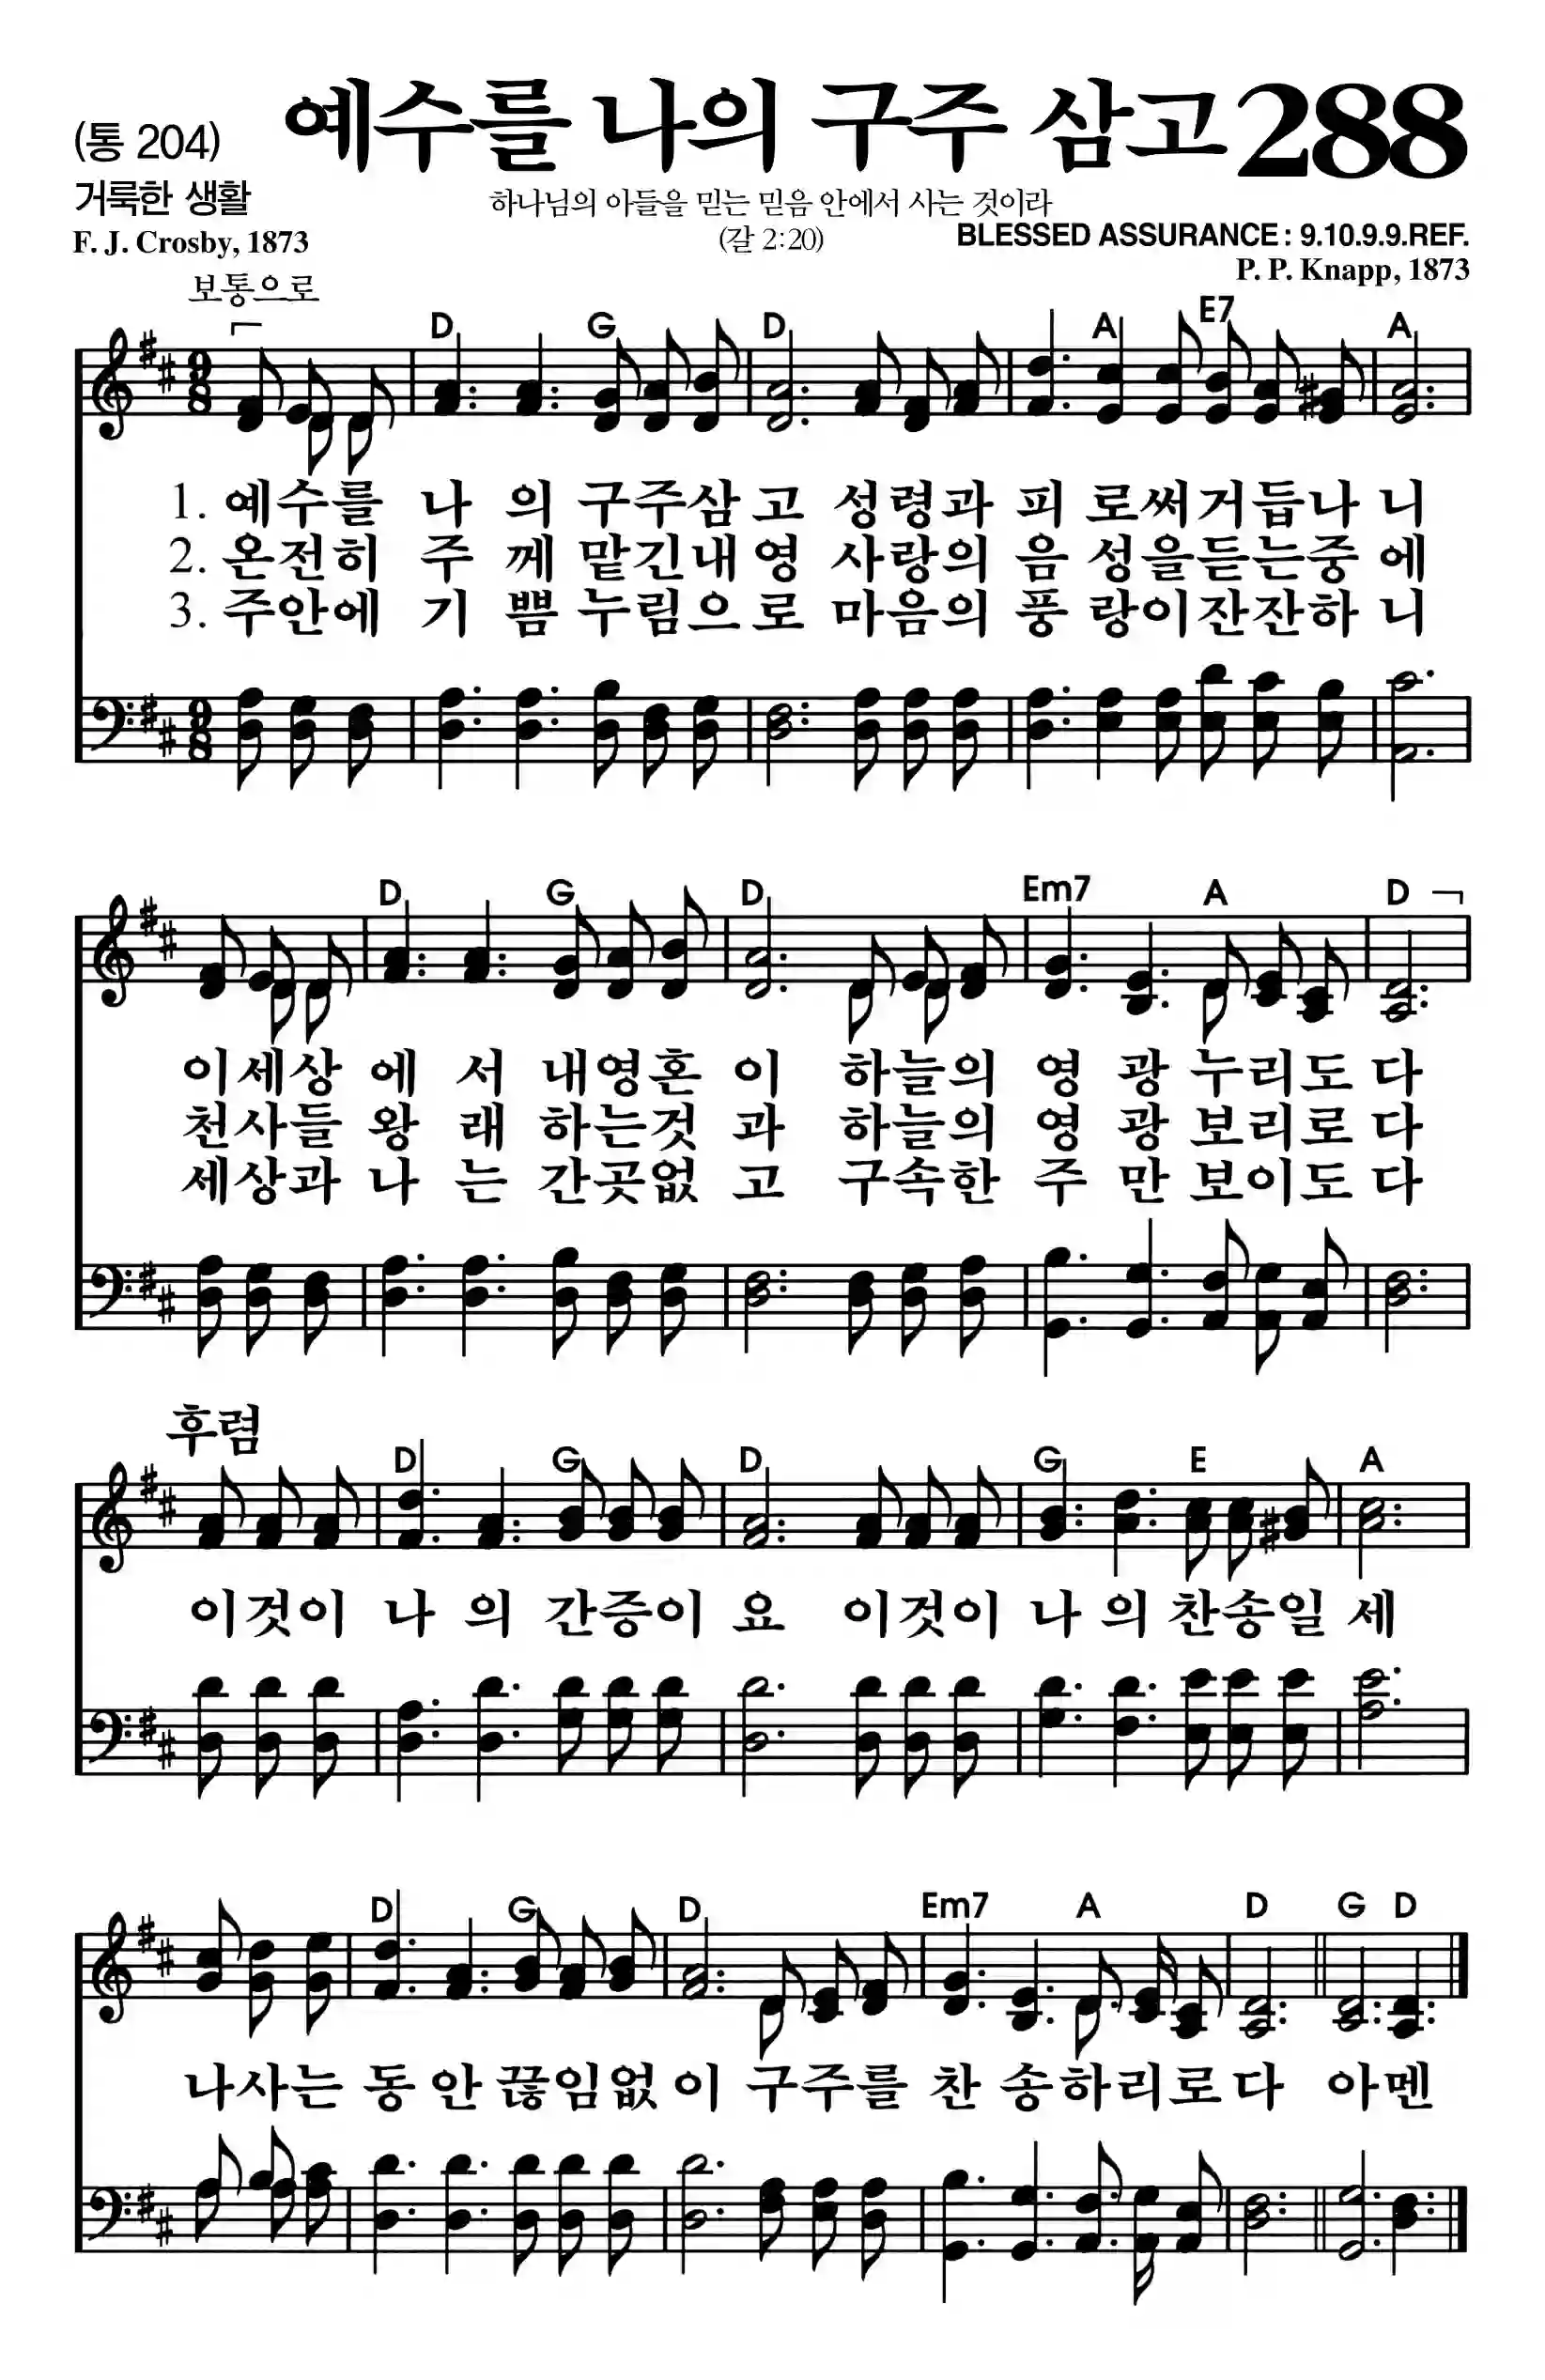 (통 204) 예수를 나의 구주 삼고 288
거룩한 생활
하나님의 아들을 믿는 믿음 안에서 사는 것이라
F. J. Crosby, 1873
(갈 2:20)
BLESSED ASSURANCE : 9.10.9.9.REF.
P. P. Knapp, 1873
보통으로
D G D A E7 A
9 8
1. 예수를 나 의 구주삼 고 성령과 피 로써거듭나 니
2. 온전히 주 께 맡긴내 영 사랑의 음 성을듣는중 에
3. 주안에 기 쁨 누림으 로 마음의 풍 랑이잔잔하 니
9 8
D G D Em7 A D
이세상 에 서 내영혼 이 하늘의 영 광 누리도 다
천사들 왕 래 하는것 과 하늘의 영 광 보리로 다
세상과 나 는 간곳없 고 구속한 주 만 보이도 다
후렴
D G D G E A
이것이 나 의 간증이 요 이것이 나 의 찬송일 세
D G D Em7 A D G D
나사는 동 안 끊임없 이 구주를 찬 송하리로 다 아멘